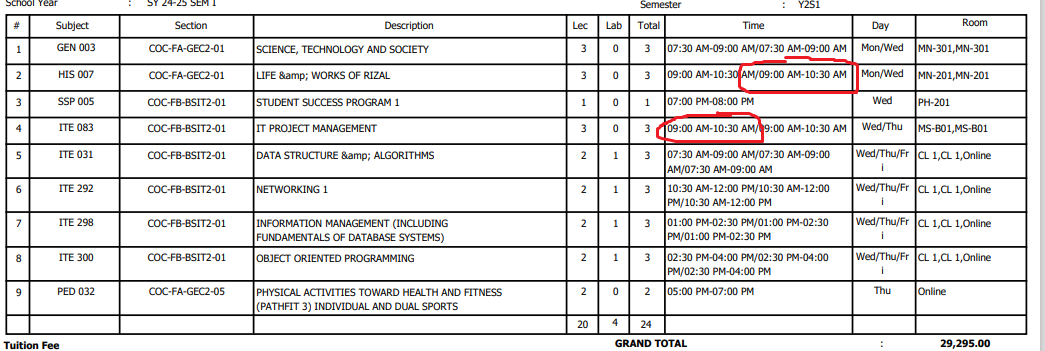 School Year : SY 24-25 SEM I Semester : Y2S1
# Subject Section Description Lec Lab Total Time Day Room
1 GEN 003 COC-FA-GEC2-01 SCIENCE, TECHNOLOGY AND SOCIETY 3 0 3 07:30 AM-09:00 AM/07:30 AM-09:00 AM Mon/Wed MN-301,MN-301
2 HIS 007 COC-FA-GEC2-01 LIFE &amp; WORKS OF RIZAL 3 0 3 09:00 AM-10:30 AM/09:00 AM-10:30 AM Mon/Wed MN-201,MN-201
3 SSP 005 COC-FB-BSIT2-01 STUDENT SUCCESS PROGRAM 1 1 0 1 07:00 PM-08:00 PM Wed PH-201
4 ITE 083 COC-FB-BSIT2-01 IT PROJECT MANAGEMENT 3 0 3 09:00 AM-10:30 AM/09:00 AM-10:30 AM Wed/Thu MS-B01,MS-B01
5 ITE 031 COC-FB-BSIT2-01 DATA STRUCTURE &amp; ALGORITHMS 2 1 3 07:30 AM-09:00 AM/07:30 AM-09:00 Wed/Thu/Fr CL 1,CL 1,Online
AM/07:30 AM-09:00 AM i
6 ITE 292 COC-FB-BSIT2-01 NETWORKING 1 2 1 3 10:30 AM-12:00 PM/10:30 AM-12:00 Wed/Thu/Fr CL 1,CL 1,Online
PM/10:30 AM-12:00 PM i
7 ITE 298 COC-FB-BSIT2-01 INFORMATION MANAGEMENT (INCLUDING 2 1 3 01:00 PM-02:30 PM/01:00 PM-02:30 Wed/Thu/Fr CL 1,CL 1,Online
FUNDAMENTALS OF DATABASE SYSTEMS) PM/01:00 PM-02:30 PM i
8 ITE 300 COC-FB-BSIT2-01 OBJECT ORIENTED PROGRAMMING 2 1 3 02:30 PM-04:00 PM/02:30 PM-04:00 Wed/Thu/Fr CL 1,CL 1,Online
PM/02:30 PM-04:00 PM i
9 PED 032 COC-FA-GEC2-05 PHYSICAL ACTIVITIES TOWARD HEALTH AND FITNESS 2 0 2 05:00 PM-07:00 PM Thu Online
(PATHFIT 3) INDIVIDUAL AND DUAL SPORTS
20 4 24
Tuition Fee GRAND TOTAL : 29,295.00